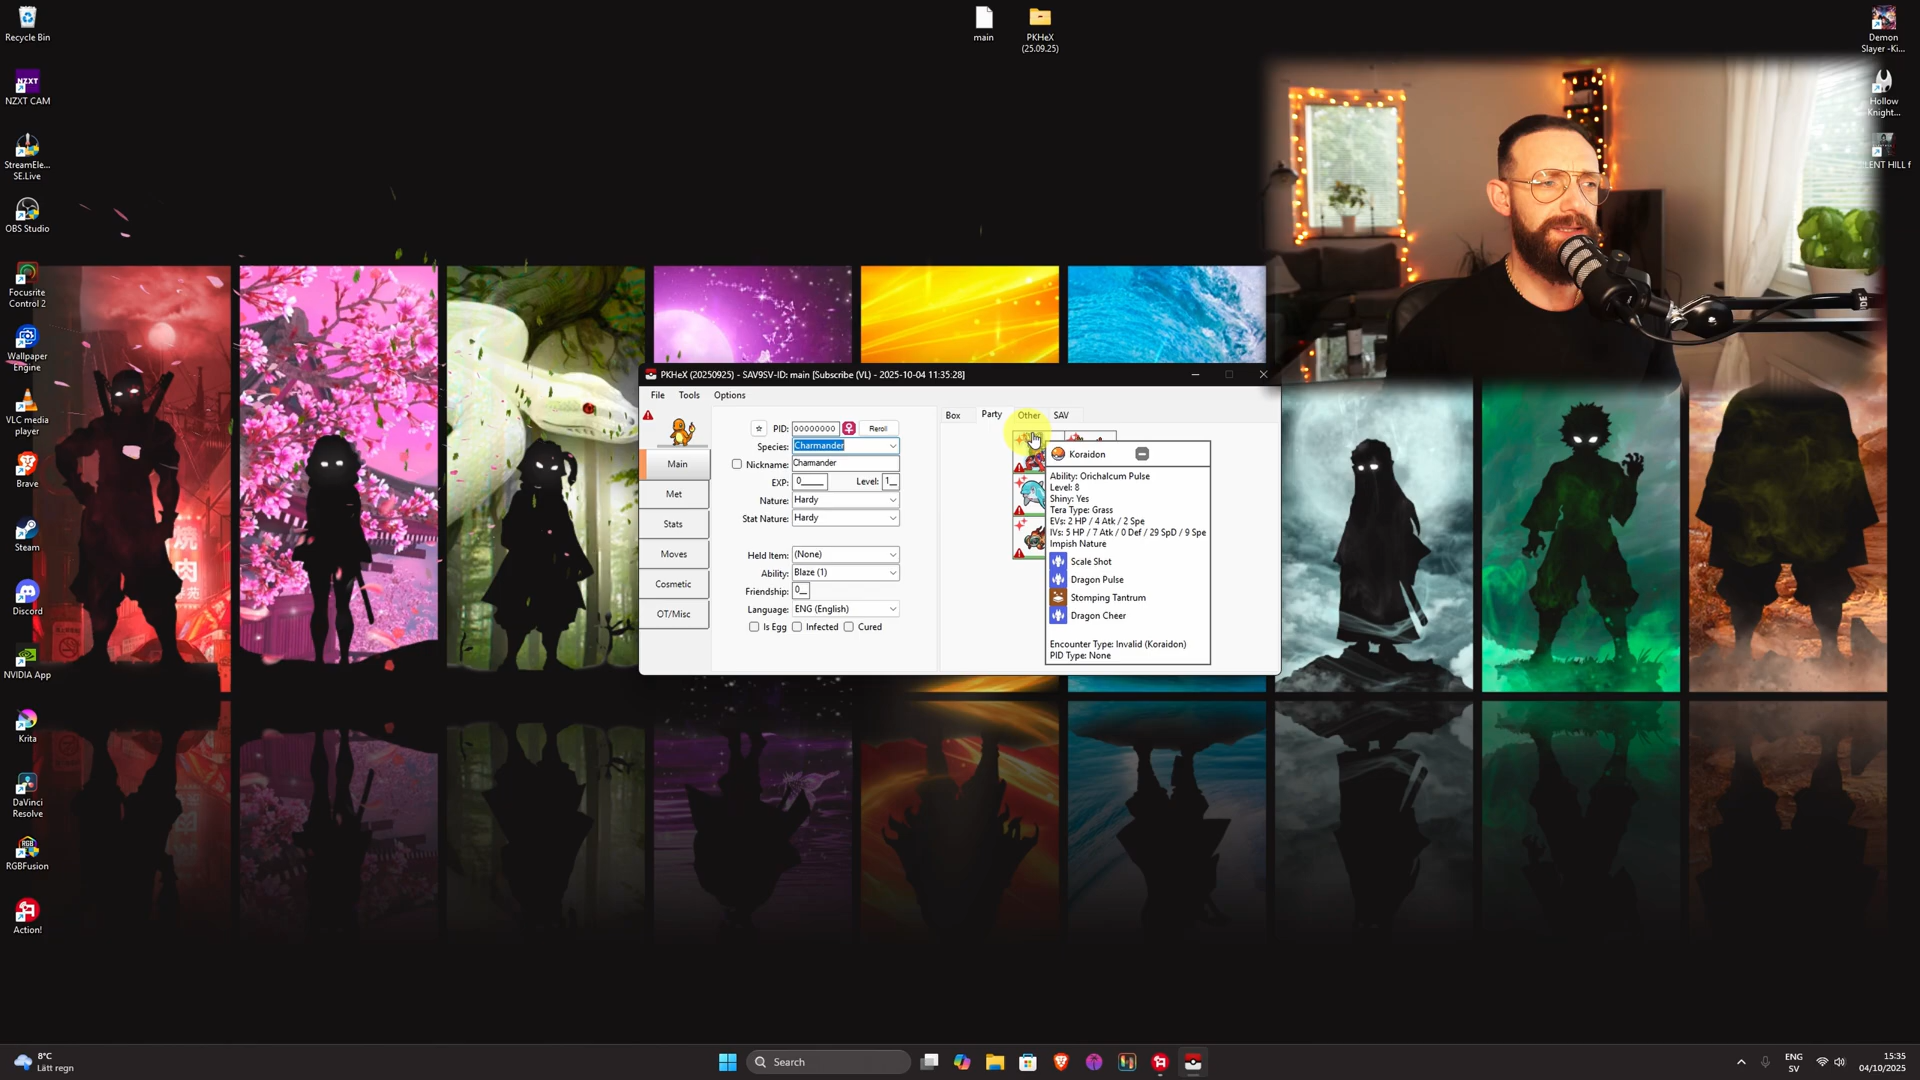 Recycle Bin
NZXT CAM
StreamEle...
SE.Live
OBS Studio
Focusrite
Control 2
Wallpaper
Engine
VLC media
player
Brave
Steam
Discord
NVIDIA App
Krita
DaVinci
Resolve
RGBFusion
Action!
main
PKHeX
(25.09.25)
Demon
Slayer -Ki...
Hollow
Knight...
LENT HILL f
PKHeX (20250925) - SAV9SV-ID: main [Subscribe (VL) - 2025-10-04 11:35:28]
File Tools Options
Main
Met
Stats
Moves
Cosmetic
OT/Misc
PID: 00000000 Reroll
Species: Charmander
Nickname: Charmander
EXP: 0 Level: 1
Nature: Hardy
Stat Nature: Hardy
Held Item: (None)
Ability: Blaze (1)
Friendship: 0
Language: ENG (English)
Is Egg Infected Cured
Box Party Other SAV
Koraidon
Ability: Orichalcum Pulse
Level: 8
Shiny: Yes
Tera Type: Grass
EVs: 2 HP / 4 Atk / 2 Spe
IVs: 5 HP / 7 Atk / 0 Def / 29 SpD / 9 Spe
Impish Nature
Scale Shot
Dragon Pulse
Stomping Tantrum
Dragon Cheer
Encounter Type: Invalid (Koraidon)
PID Type: None
8°C
Lätt regn
Search
ENG
SV
15:35
04/10/2025